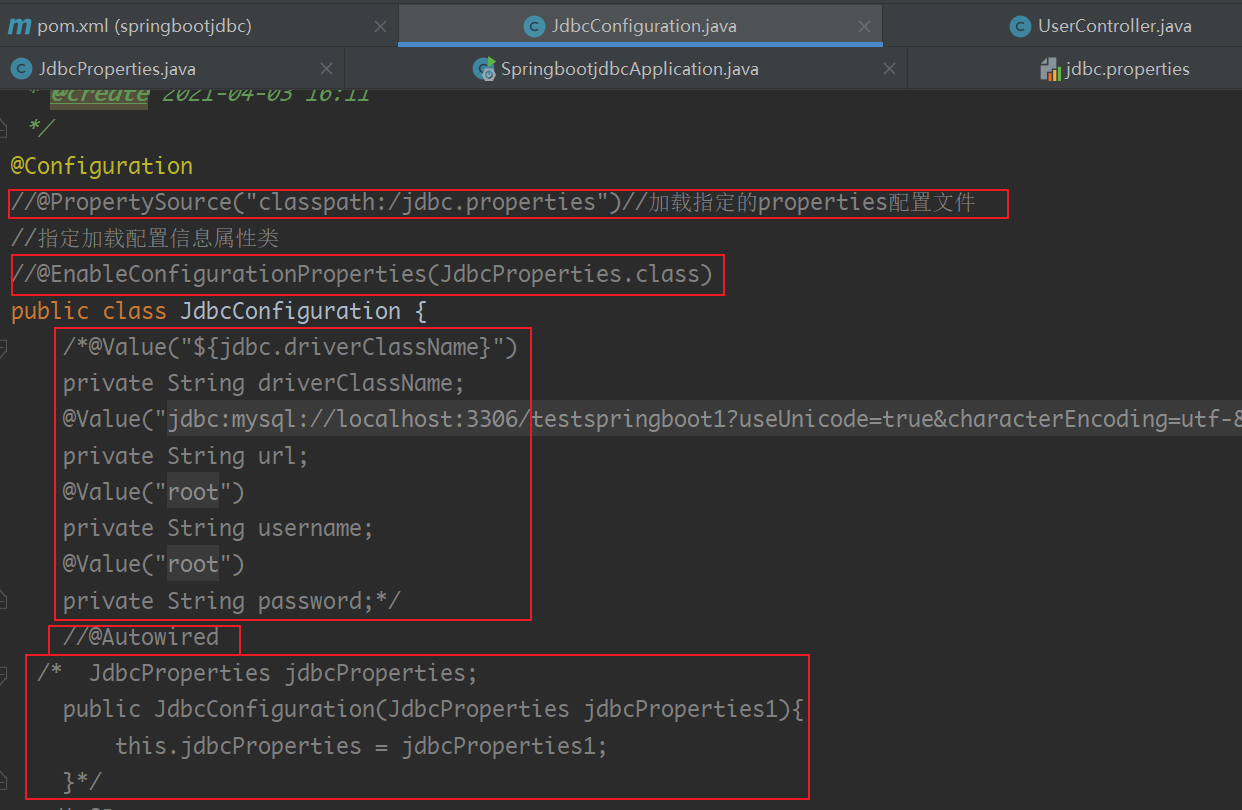 pom.xml (springbootjdbc)
JdbcConfiguration.java
UserController.java
JdbcProperties.java
SpringbootjdbcApplication.java
jdbc.properties
* @create 2021-04-03 16:11
*/
@Configuration
//@PropertySource("classpath:/jdbc.properties")//加载指定的properties配置文件
//指定加载配置信息属性类
//@EnableConfigurationProperties(JdbcProperties.class)
public class JdbcConfiguration {
/*@Value("${jdbc.driverClassName}")
private String driverClassName;
@Value("jdbc:mysql://localhost:3306/testspringboot1?useUnicode=true&characterEncoding=utf-8
private String url;
@Value("root")
private String username;
@Value("root")
private String password;*/
//@Autowired
/* JdbcProperties jdbcProperties;
public JdbcConfiguration(JdbcProperties jdbcProperties1){
this.jdbcProperties = jdbcProperties1;
}*/